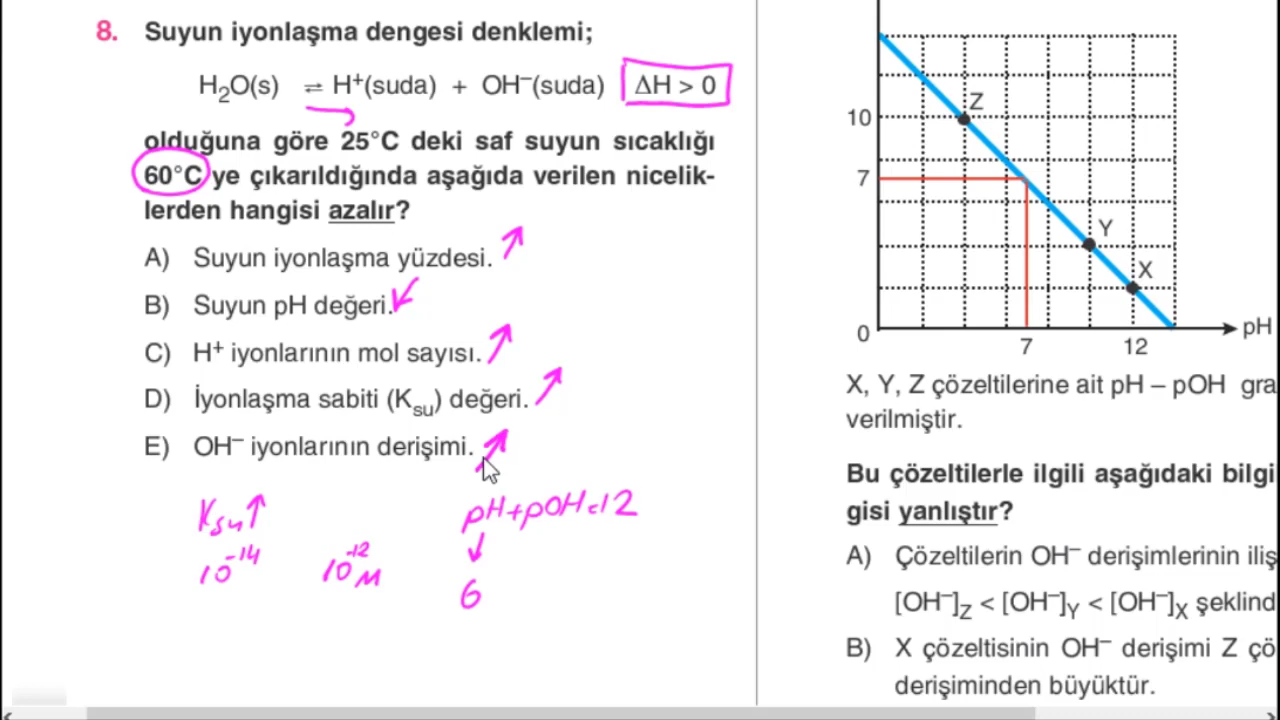 8. Suyun iyonlaşma dengesi denklemi;
H₂O(s) ⇌ H⁺(suda) + OH⁻(suda) ΔH > 0
olduğuna göre 25°C deki saf suyun sıcaklığı
60°C ye çıkarıldığında aşağıda verilen nicelik-
lerden hangisi azalır?
A) Suyun iyonlaşma yüzdesi.
B) Suyun pH değeri.
C) H⁺ iyonlarının mol sayısı.
D) İyonlaşma sabiti (Kₛᵤ) değeri.
E) OH⁻ iyonlarının derişimi.
Kₛᵤ↑
10⁻¹⁴
10⁻¹² M
pH+pOH<12
6
Z
10
7
Y
X
0
pH
7
12
X, Y, Z çözeltilerine ait pH – pOH gra
verilmiştir.
Bu çözeltilerle ilgili aşağıdaki bilgi
gisi yanlıştır?
A) Çözeltilerin OH⁻ derişimlerinin iliş
[OH⁻]Z < [OH⁻]Y < [OH⁻]X şeklind
B) X çözeltisinin OH⁻ derişimi Z çö
derişiminden büyüktür.